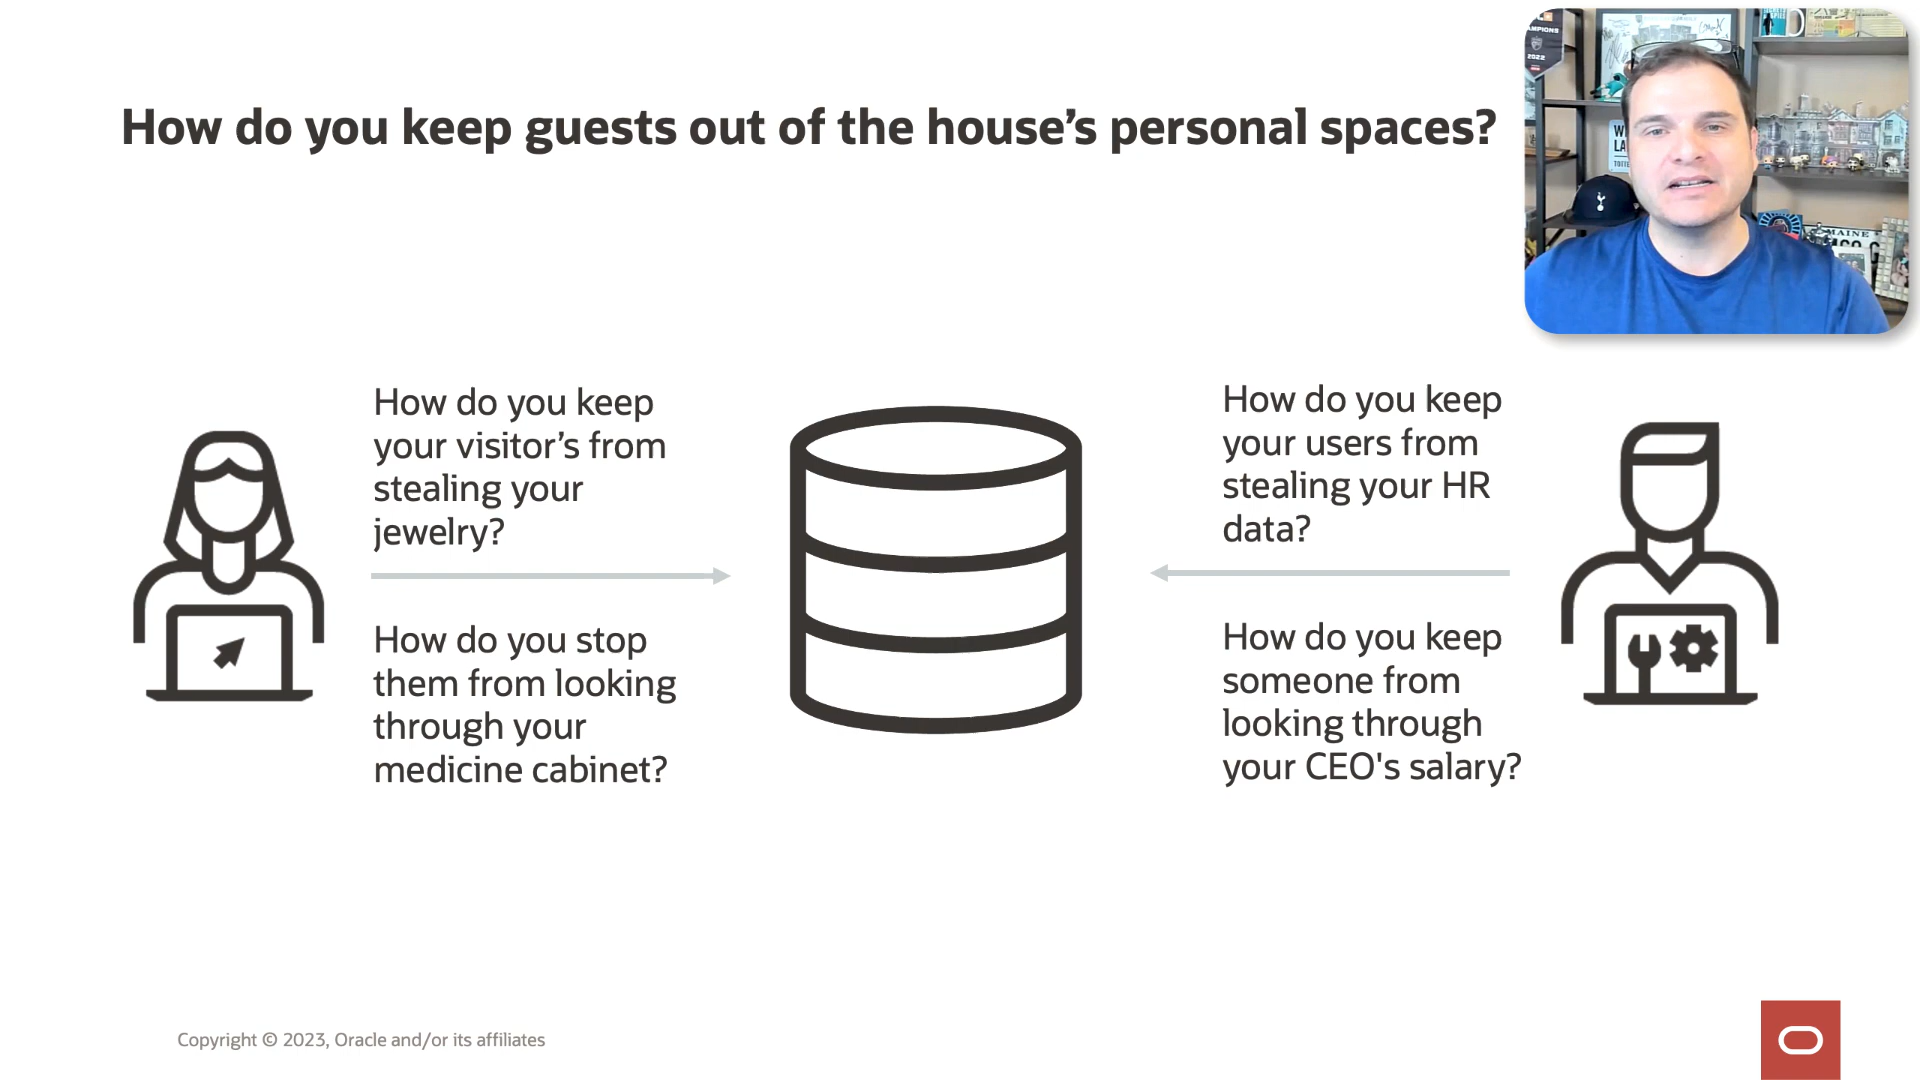 How do you keep guests out of the house’s personal spaces?
How do you keep
your visitor’s from
stealing your
jewelry?
How do you stop
them from looking
through your
medicine cabinet?
How do you keep
your users from
stealing your HR
data?
How do you keep
someone from
looking through
your CEO's salary?
2022
MAINE
Copyright © 2023, Oracle and/or its affiliates